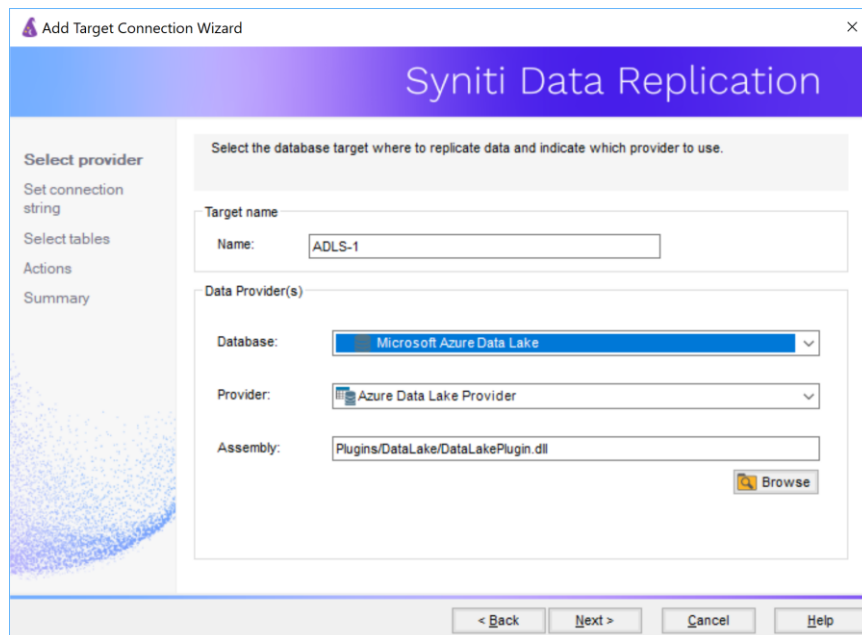 Add Target Connection Wizard
Syniti Data Replication
Select provider
Set connection
string
Select tables
Actions
Summary
Select the database target where to replicate data and indicate which provider to use.
Target name
Name:
ADLS-1
Data Provider(s)
Database:
Microsoft Azure Data Lake
Provider:
Azure Data Lake Provider
Assembly:
Plugins/DataLake/DataLakePlugin.dll
Browse
< Back
Next >
Cancel
Help